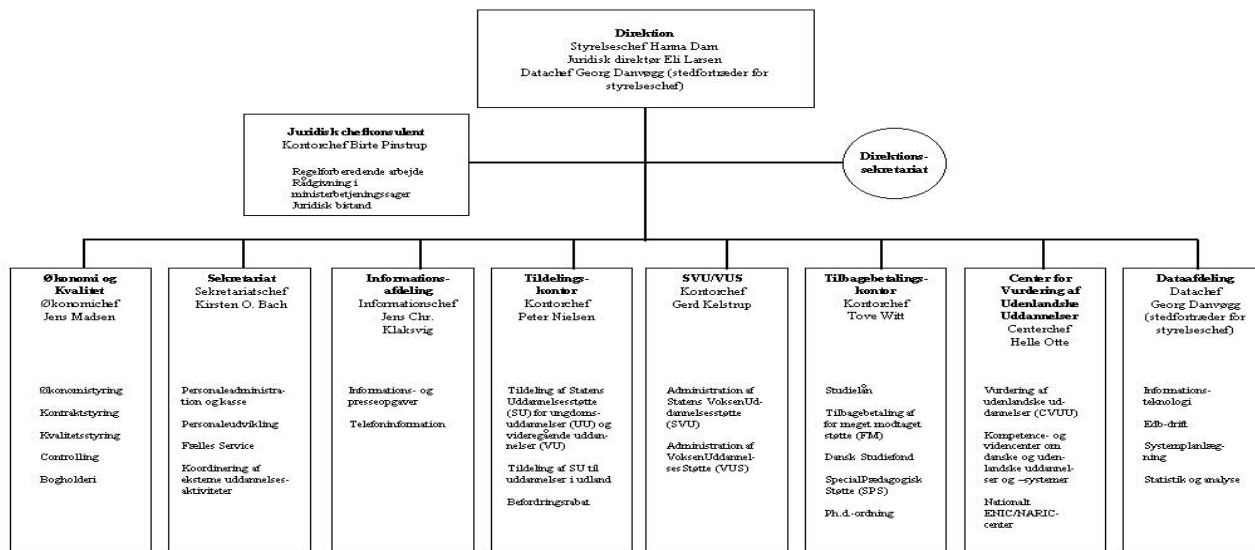 Direktion
Styrelseschef Hanna Dam
Juridisk direktør Eli Larsen
Datachef Georg Danvøgg (stedfortræder for
styrelseschef)
Juridisk chefkonsulent
Kontorchef Birte Pinstrup
Regelforberedende arbejde
Rådgivning i
ministerbetjeningssager
Juridisk bistand
Direktions-
sekretariat
Økonomi og
Kvalitet
Økonomichef
Jens Madsen
Økonomistyring
Kontraktstyring
Kvalitetsstyring
Controlling
Bogholderi
Sekretariat
Sekretariatschef
Kirsten O. Bach
Personaleadministra-
tion og kasse
Personaleudvikling
Fælles Service
Koordinering af
eksterne uddannelses-
aktiviteter
Informations-
afdeling
Informationschef
Jens Chr.
Klaksvig
Informations- og
presseopgaver
Telefoninformation
Tildelings-
kontor
Kontorchef
Peter Nielsen
Tildeling af Statens
Uddannelsesstøtte
(SU) for ungdoms-
uddannelser (UU) og
videregående uddan-
nelser (VU)
Tildeling af SU til
uddannelser i udland
Befordringsrabat
SVU/VUS
Kontorchef
Gerd Kelstrup
Administration af
Statens VoksenUd-
dannelsesstøtte
(SVU)
Administration af
VoksenUddannel-
sesStøtte (VUS)
Tilbagebetalings-
kontor
Kontorchef
Tove Witt
Studielån
Tilbagebetaling af
for meget modtaget
støtte (FM)
Dansk Studiefond
SpecialPædagogisk
Støtte (SPS)
Ph.d.-ordning
Center for
Vurdering af
Udenlandske
Uddannelser
Centerchef
Helle Otte
Vurdering af
udenlandske ud-
dannelser (CVUU)
Kompetence- og
videncenter om
danske og uden-
landske uddannel-
ser og –systemer
Nationalt
ENIC/NARIC-
center
Dataafdeling
Datachef
Georg Danvøgg
(stedfortræder for
styrelseschef)
Informations-
teknologi
Edb-drift
Systemplanlæg-
ning
Statistik og analyse